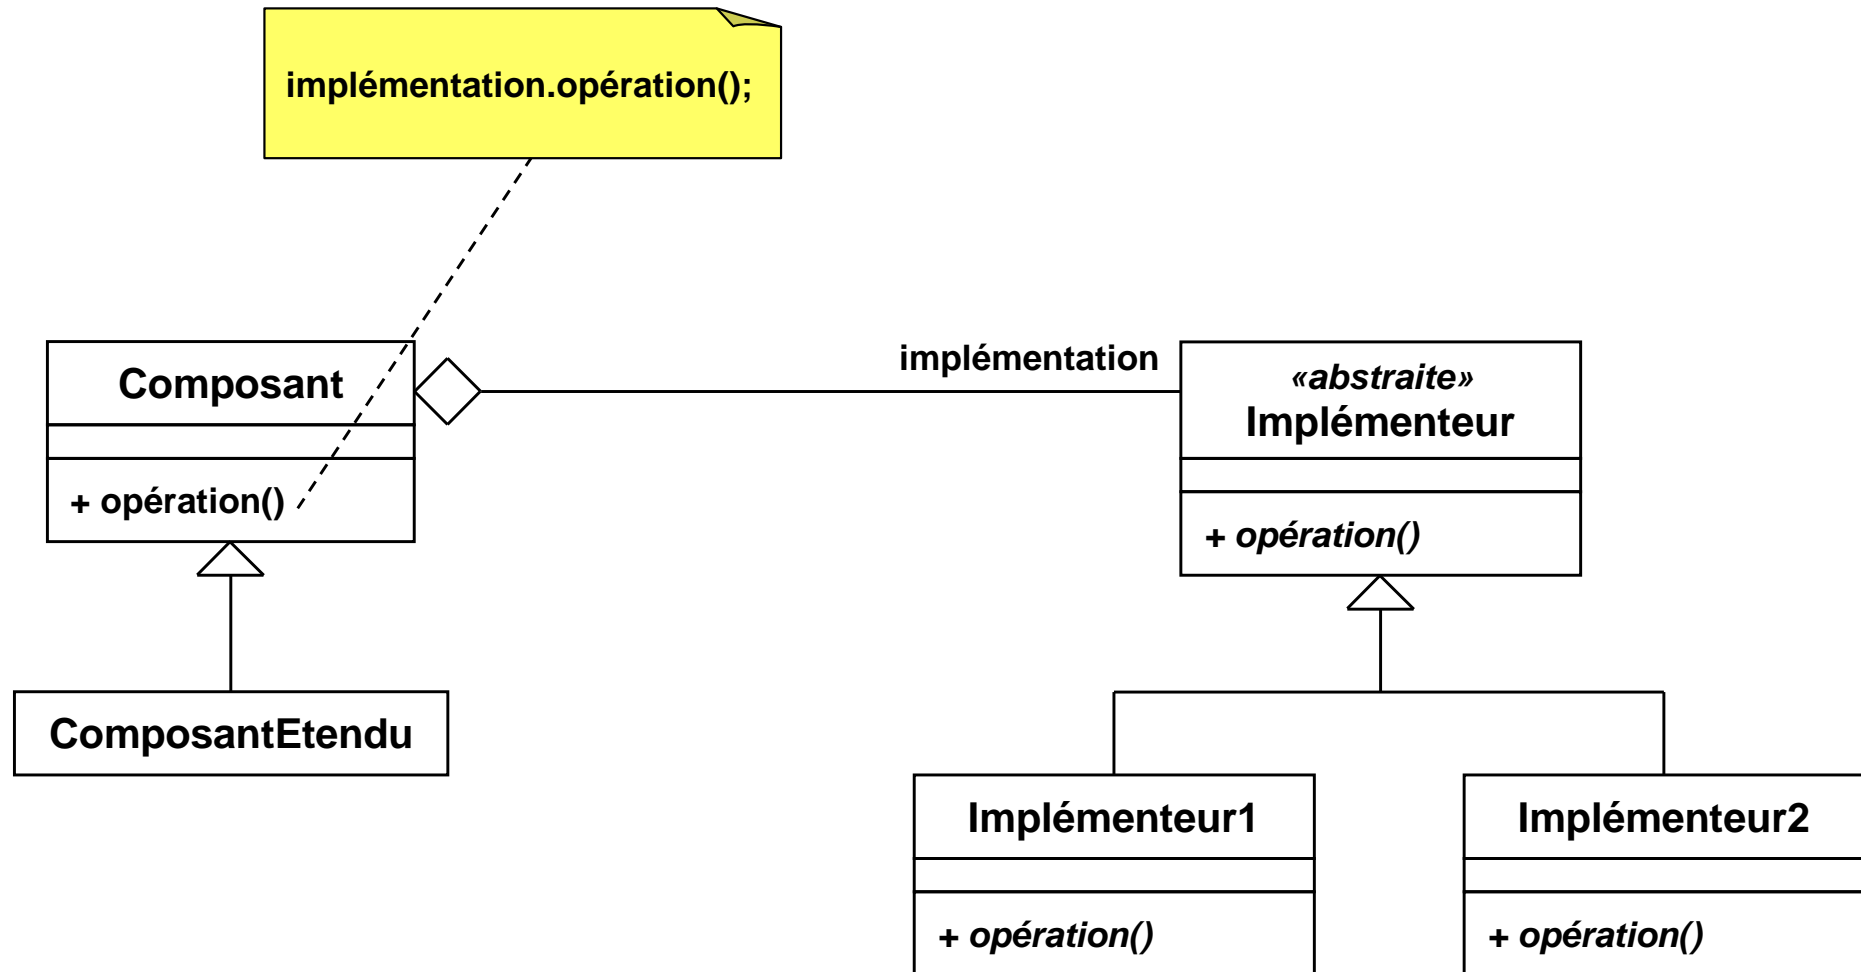 implémentation.opération();
Composant
+ opération()
implémentation
«abstraite»
Implémenteur
+ opération()
ComposantEtendu
Implémenteur1
+ opération()
Implémenteur2
+ opération()